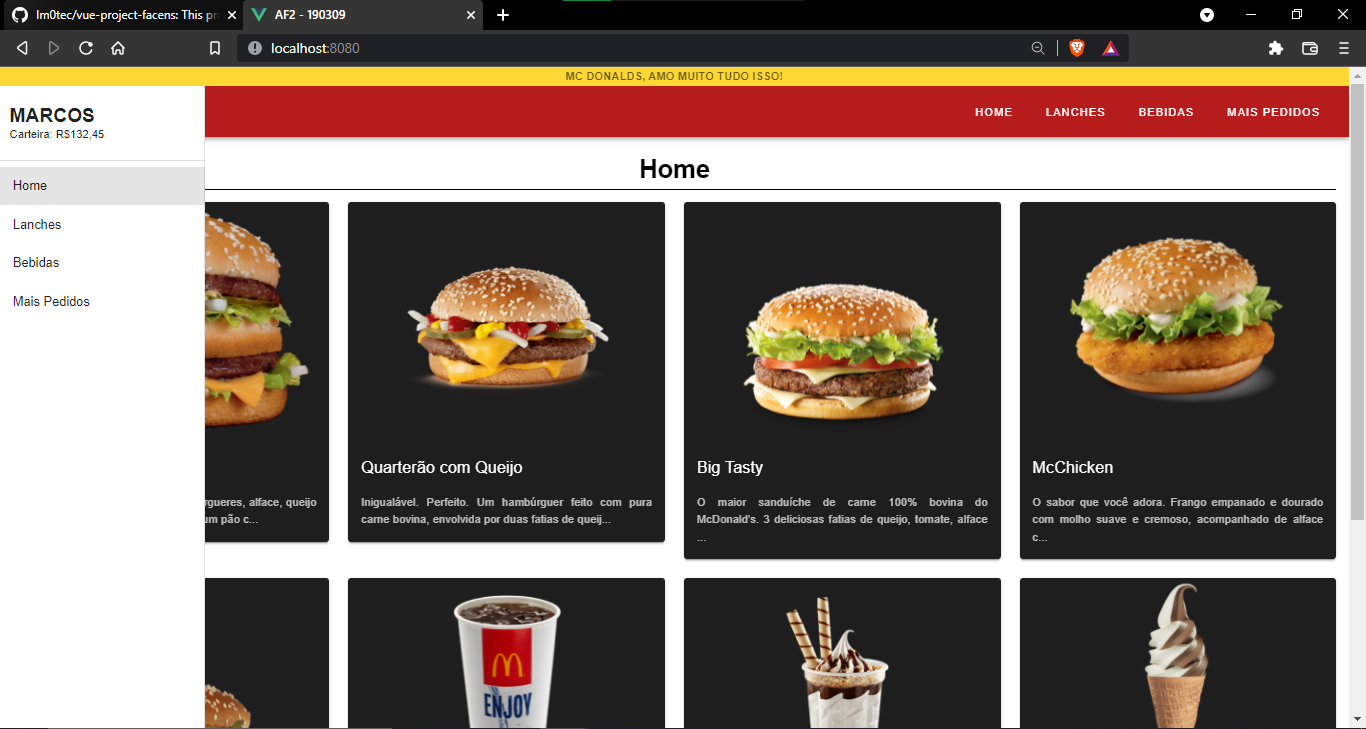 lm0tec/vue-project-facens: This pr
AF2 - 190309
localhost:8080
MC DONALDS, AMO MUITO TUDO ISSO!
MARCOS
Carteira: R$132,45
HOME LANCHES BEBIDAS MAIS PEDIDOS
Home
Home
Lanches
Bebidas
Mais Pedidos
rgueres, alface, queijo
um pão c...
Quarterão com Queijo
Inigualável. Perfeito. Um hambúrguer feito com pura
carne bovina, envolvida por duas fatias de queij...
Big Tasty
O maior sanduíche de carne 100% bovina do
McDonald's. 3 deliciosas fatias de queijo, tomate, alface
...
McChicken
O sabor que você adora. Frango empanado e dourado
com molho suave e cremoso, acompanhado de alface
c...
ENJOY